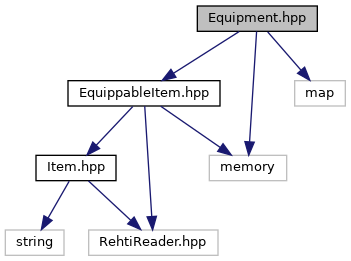 Equipment.hpp
EquippableItem.hpp
map
Item.hpp
memory
string
RehtiReader.hpp